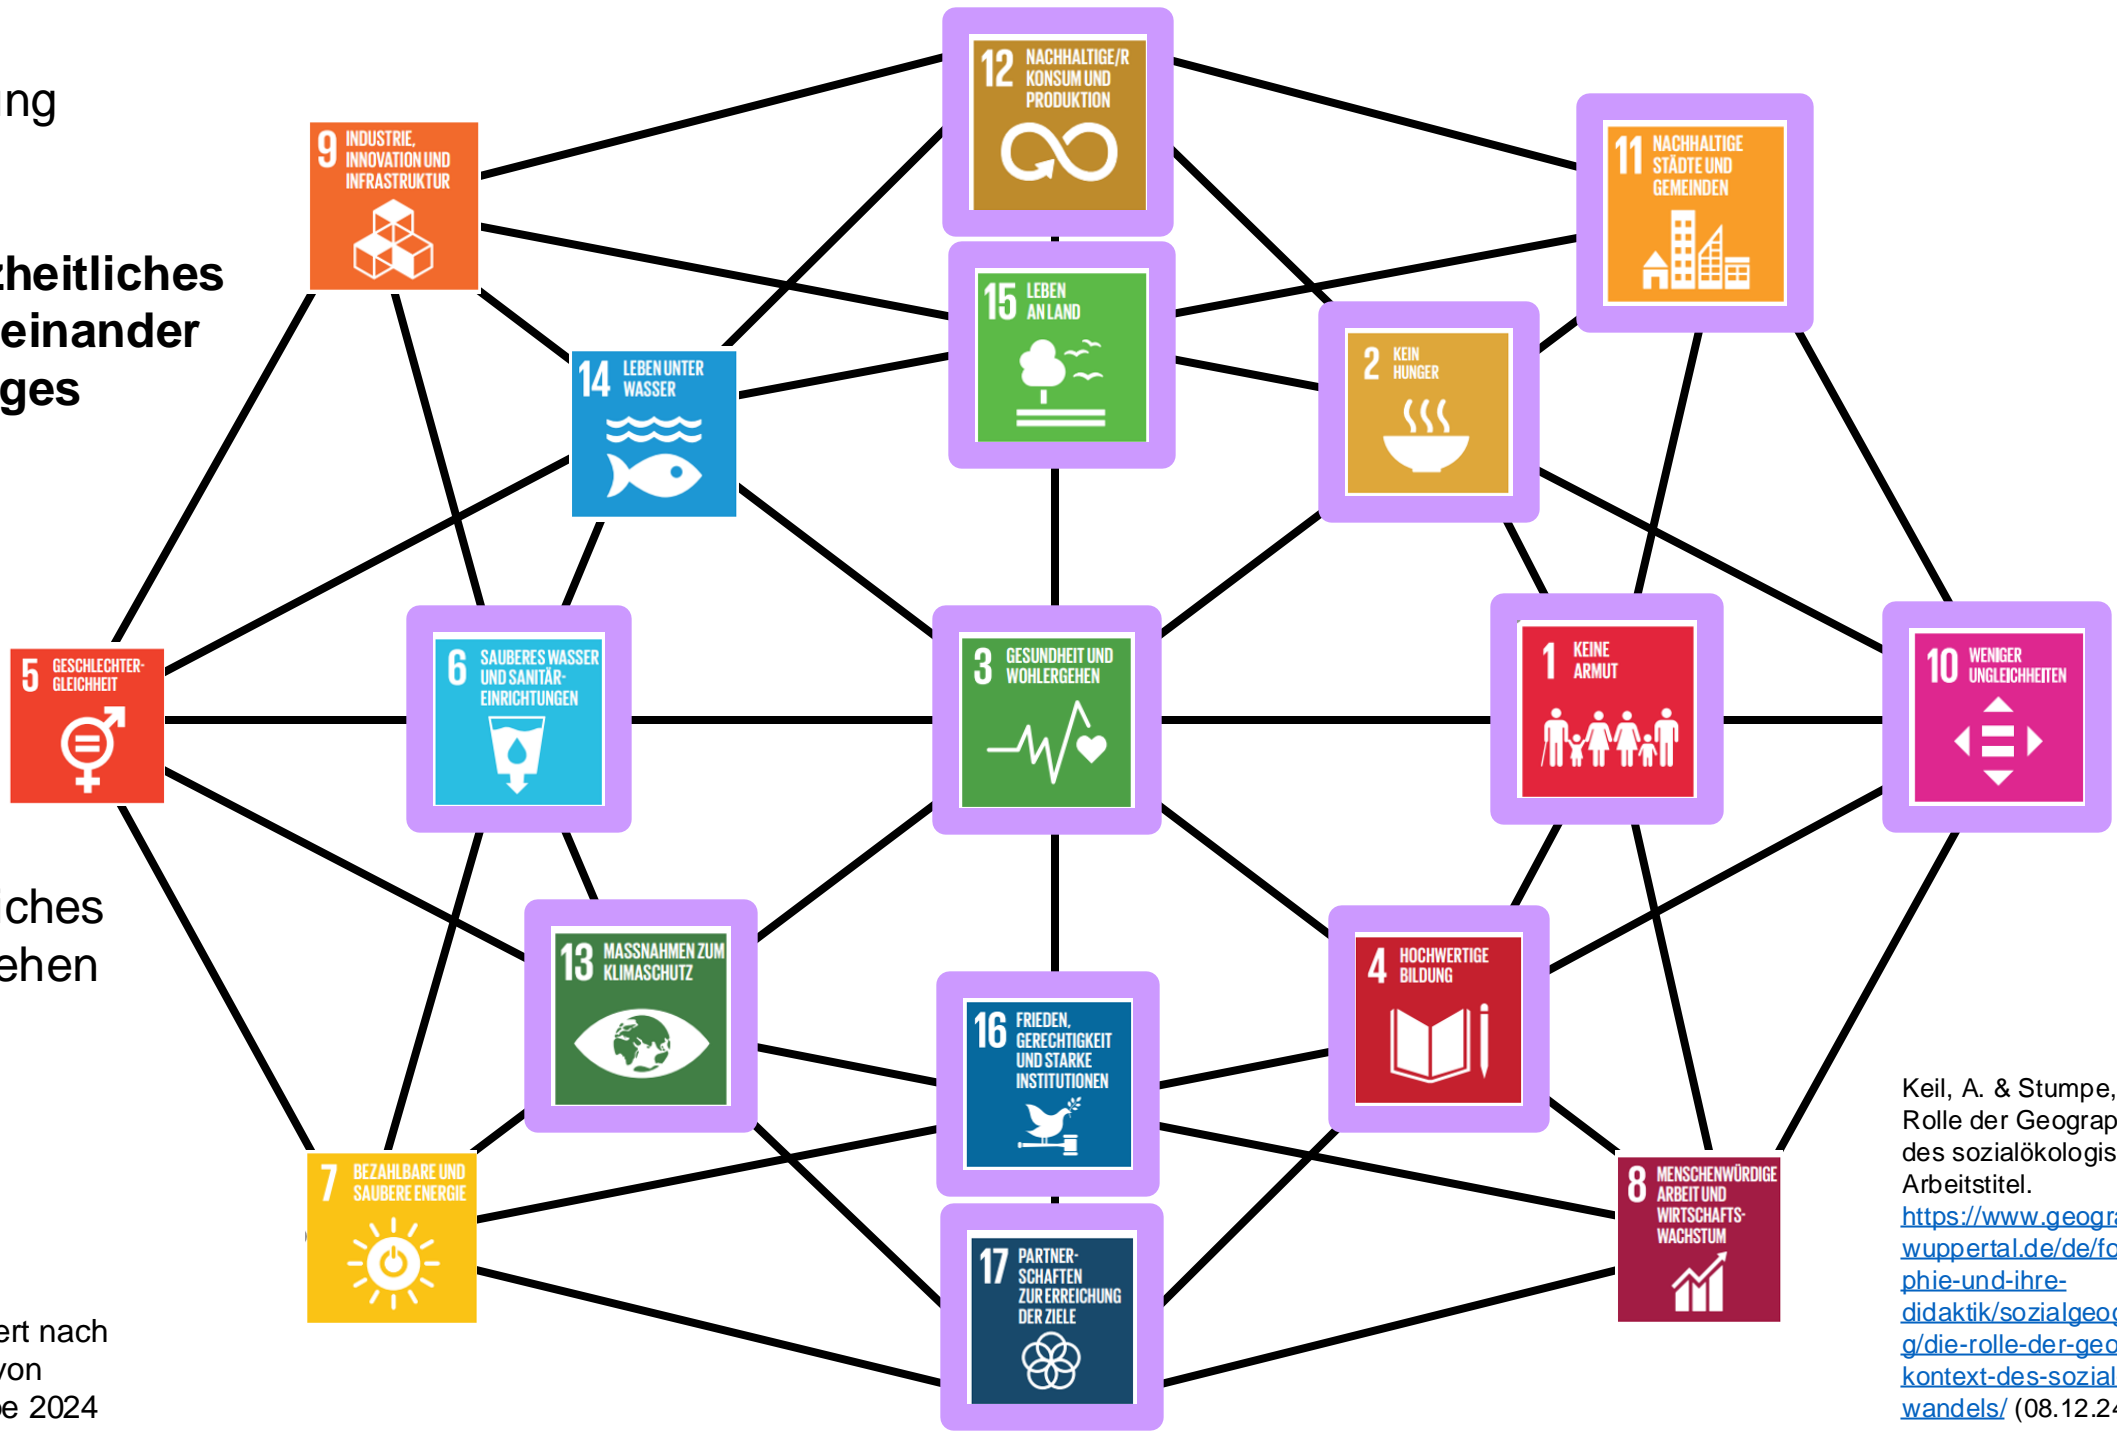 ung
zheitliches
einander
ges
iches
ehen
ert nach
von
be 2024
12 NACHHALTIGE/R
KONSUM UND
PRODUKTION
9 INDUSTRIE,
INNOVATION UND
INFRASTRUKTUR
11 NACHHALTIGE
STÄDTE UND
GEMEINDEN
15 LEBEN
AN LAND
14 LEBEN UNTER
WASSER
2 KEIN
HUNGER
5 GESCHLECHTER-
GLEICHHEIT
6 SAUBERES WASSER
UND SANITÄR-
EINRICHTUNGEN
3 GESUNDHEIT UND
WOHLERGEHEN
1 KEINE
ARMUT
10 WENIGER
UNGLEICHHEITEN
13 MASSNAHMEN ZUM
KLIMASCHUTZ
4 HOCHWERTIGE
BILDUNG
16 FRIEDEN,
GERECHTIGKEIT
UND STARKE
INSTITUTIONEN
7 BEZAHLBARE UND
SAUBERE ENERGIE
8 MENSCHENWÜRDIGE
ARBEIT UND
WIRTSCHAFTS-
WACHSTUM
17 PARTNER-
SCHAFTEN
ZUR ERREICHUNG
DER ZIELE
Keil, A. & Stumpe,
Rolle der Geograp
des sozialökologis
Arbeitstitel.
https://www.geogra
wuppertal.de/de/fo
phie-und-ihre-
didaktik/sozialgeog
g/die-rolle-der-geo
kontext-des-sozial
wandels/ (08.12.24